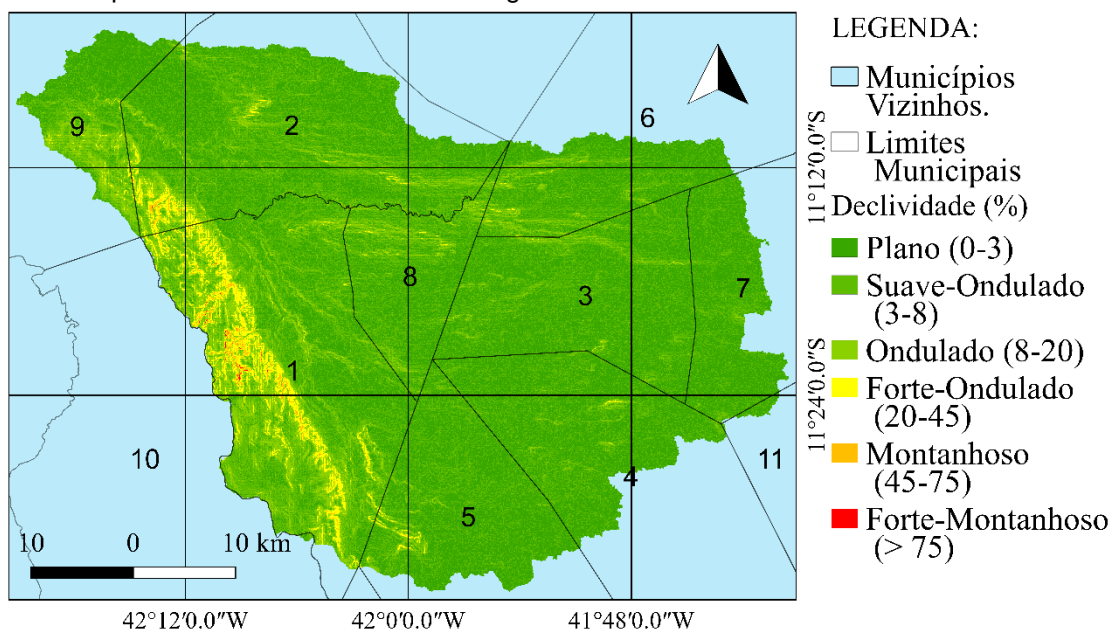 LEGENDA:
Municípios
Vizinhos.
Limites
Municipais
Declividade (%)
Plano (0-3)
Suave-Ondulado
(3-8)
Ondulado (8-20)
Forte-Ondulado
(20-45)
Montanhoso
(45-75)
Forte-Montanhoso
(> 75)
9
2
6
8
3
7
1
10
11
4
5
11°12'0.0"S
11°24'0.0"S
10 0 10 km
42°12'0.0"W 42°00'0.0"W 41°48'0.0"W